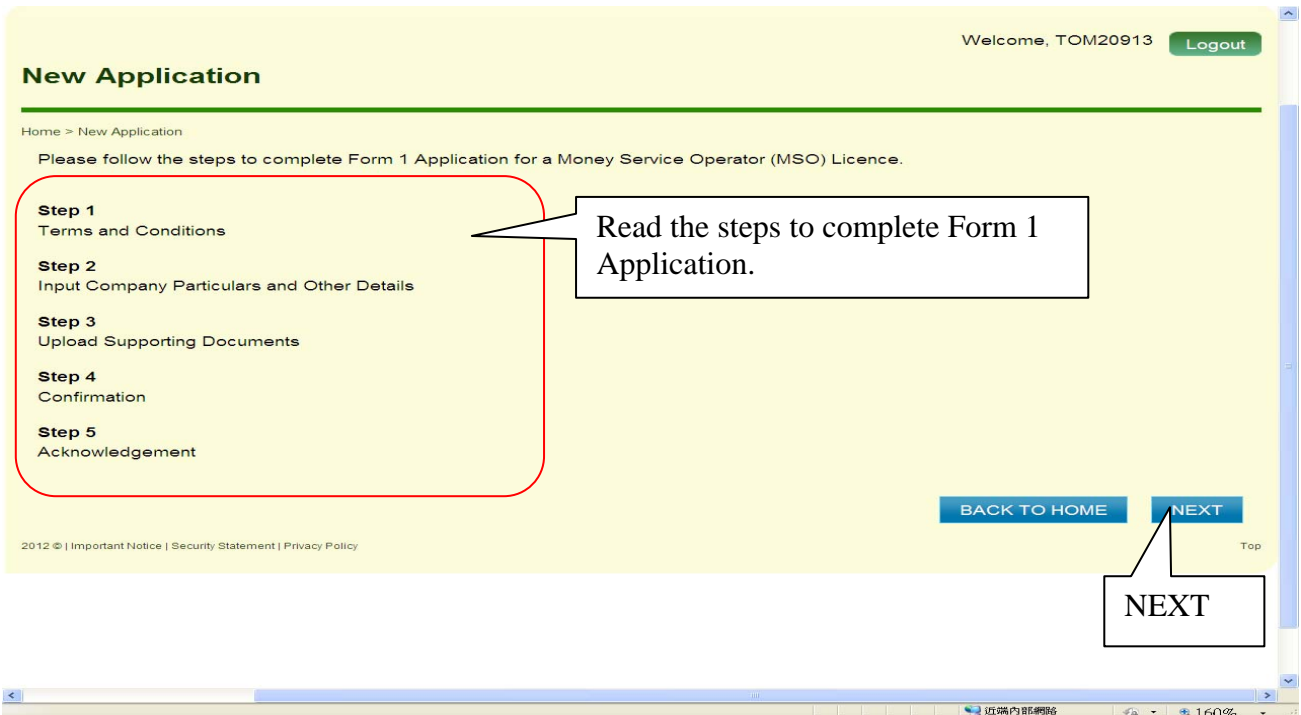 Welcome, TOM20913 Logout
New Application
Home > New Application
Please follow the steps to complete Form 1 Application for a Money Service Operator (MSO) Licence.
Step 1
Terms and Conditions
Step 2
Input Company Particulars and Other Details
Step 3
Upload Supporting Documents
Step 4
Confirmation
Step 5
Acknowledgement
Read the steps to complete Form 1
Application.
BACK TO HOME NEXT
2012 © | Important Notice | Security Statement | Privacy Policy Top
NEXT
近端內部網路 160%